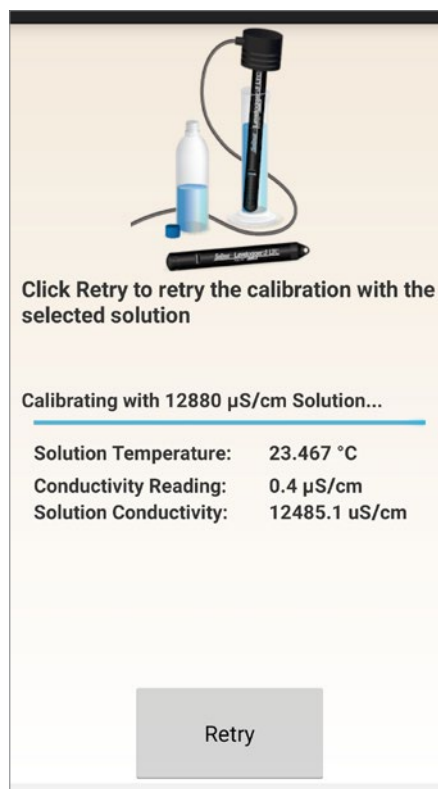 Click Retry to retry the calibration with the
selected solution
Calibrating with 12880 µS/cm Solution...
Solution Temperature: 23.467 °C
Conductivity Reading: 0.4 µS/cm
Solution Conductivity: 12485.1 uS/cm
Retry